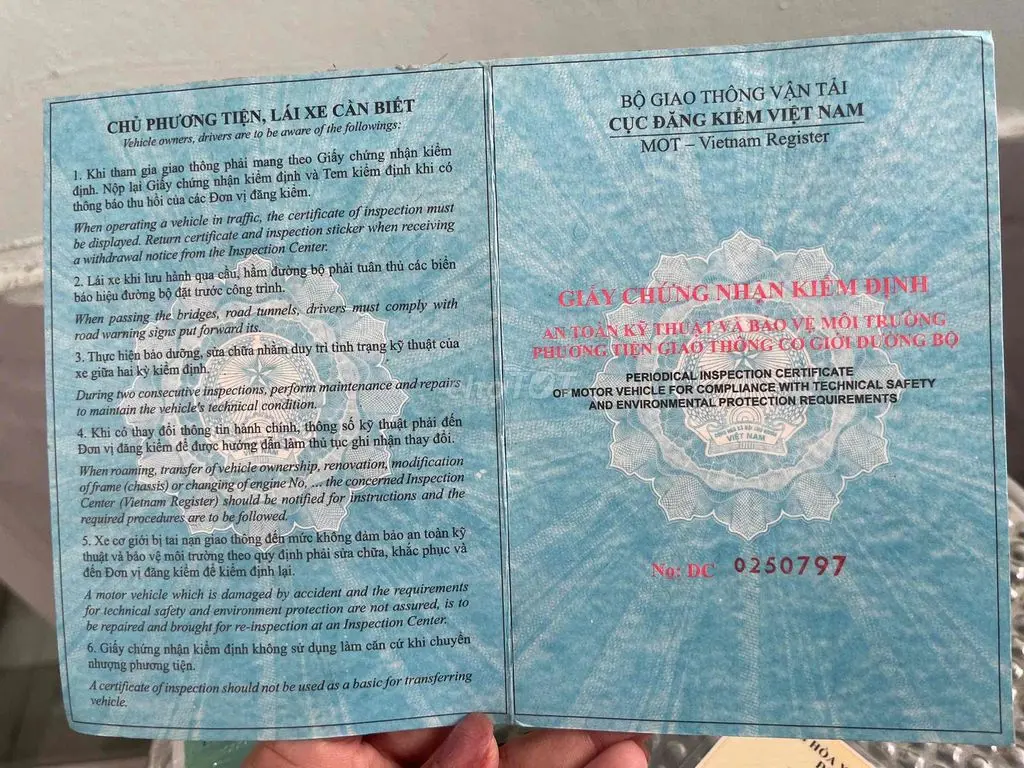 CHỦ PHƯƠNG TIỆN, LÁI XE CẦN BIẾT
Vehicle owners, drivers are to be aware of the followings:
1. Khi tham gia giao thông phải mang theo Giấy chứng nhận kiểm
định. Nộp lại Giấy chứng nhận kiểm định và Tem kiểm định khi có
thông báo thu hồi của các Đơn vị đăng kiểm.
When operating a vehicle in traffic, the certificate of inspection must
be displayed. Return certificate and inspection sticker when receiving
a withdrawal notice from the Inspection Center.
2. Lái xe khi lưu hành qua cầu, hầm đường bộ phải tuân thủ các biển
báo hiệu đường bộ đặt trước công trình.
When passing the bridges, road tunnels, drivers must comply with
road warning signs put forward its.
3. Thực hiện bảo dưỡng, sửa chữa nhằm duy trì tình trạng kỹ thuật của
xe giữa hai kỳ kiểm định.
During two consecutive inspections, perform maintenance and repairs
to maintain the vehicle's technical condition.
4. Khi có thay đổi thông tin hành chính, thông số kỹ thuật phải đến
Đơn vị đăng kiểm để được hướng dẫn làm thủ tục ghi nhận thay đổi.
When roaming, transfer of vehicle ownership, renovation, modification
of frame (chassis) or changing of engine No, ... the concerned Inspection
Center (Vietnam Register) should be notified for instructions and the
required procedures are to be followed.
5. Xe cơ giới bị tai nạn giao thông đến mức không đảm bảo an toàn kỹ
thuật và bảo vệ môi trường theo quy định phải sửa chữa, khắc phục và
đến Đơn vị đăng kiểm để kiểm định lại.
A motor vehicle which is damaged by accident and the requirements
for technical safety and environment protection are not assured, is to
be repaired and brought for re-inspection at an Inspection Center.
6. Giấy chứng nhận kiểm định không sử dụng làm căn cứ khi chuyển
nhượng phương tiện.
A certificate of inspection should not be used as a basic for transferring
vehicle.
BỘ GIAO THÔNG VẬN TẢI
CỤC ĐĂNG KIỂM VIỆT NAM
MOT – Vietnam Register
GIẤY CHỨNG NHẬN KIỂM ĐỊNH
AN TOÀN KỸ THUẬT VÀ BẢO VỆ MÔI TRƯỜNG
PHƯƠNG TIỆN GIAO THÔNG CƠ GIỚI ĐƯỜNG BỘ
PERIODICAL INSPECTION CERTIFICATE
OF MOTOR VEHICLE FOR COMPLIANCE WITH TECHNICAL SAFETY
AND ENVIRONMENTAL PROTECTION REQUIREMENTS
VIỆT NAM
No: DC 0250797